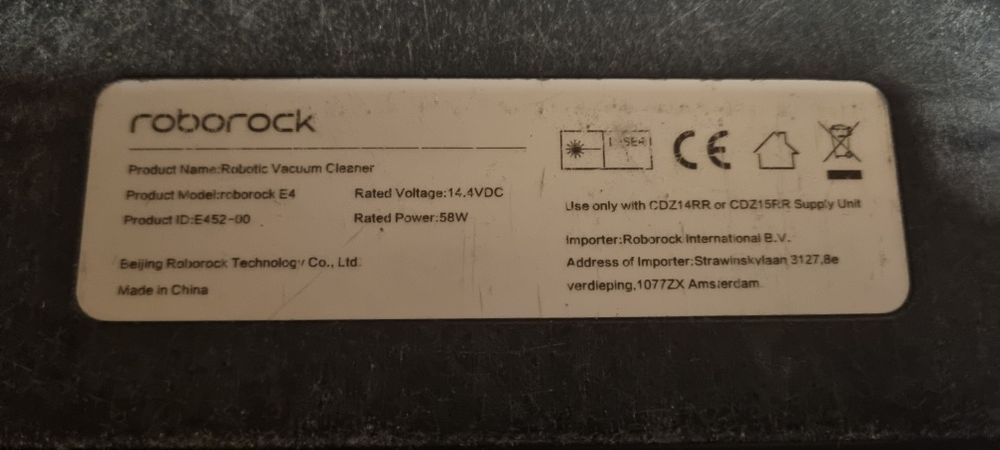 roborock
Product Name:Robotic Vacuum Cleaner
Product Model:roborock E4
Rated Voltage:14.4VDC
Product ID:E452-00
Rated Power:58W
Beijing Roborock Technology Co., Ltd.
Made in China
LASER
CE
Use only with CDZ14RR or CDZ15RR Supply Unit
Importer:Roborock International B.V.
Address of Importer:Strawinskylaan 3127,8e
verdieping,1077ZX Amsterdam